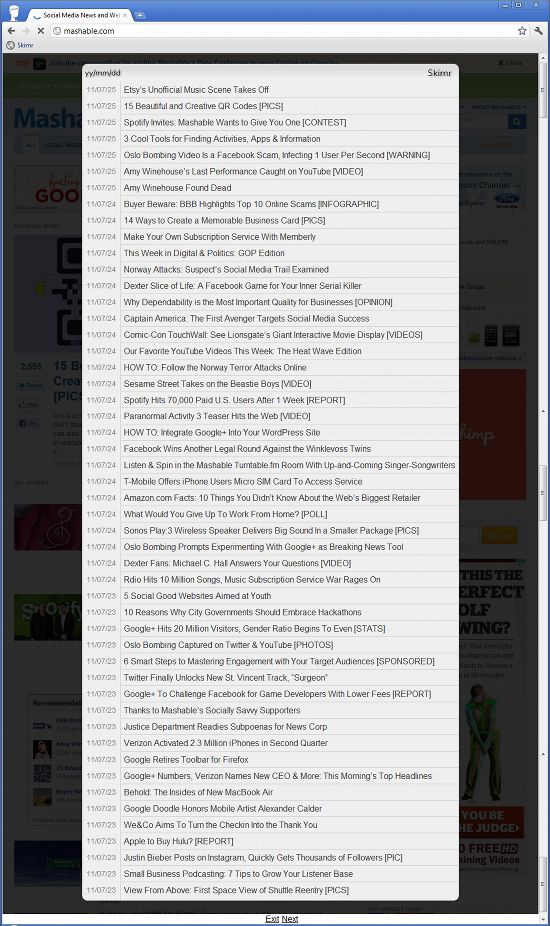 Social Media News and Wel
mashable.com
Skimr
yy/mm/dd Skimr
11/07/25 Etsy's Unofficial Music Scene Takes Off
11/07/25 15 Beautiful and Creative QR Codes [PICS]
11/07/25 Spotify Invites: Mashable Wants to Give You One [CONTEST]
11/07/25 3 Cool Tools for Finding Activities, Apps & Information
11/07/25 Oslo Bombing Video Is a Facebook Scam, Infecting 1 User Per Second [WARNING]
11/07/25 Amy Winehouse's Last Performance Caught on YouTube [VIDEO]
11/07/25 Amy Winehouse Found Dead
11/07/24 Buyer Beware: BBB Highlights Top 10 Online Scams [INFOGRAPHIC]
11/07/24 14 Ways to Create a Memorable Business Card [PICS]
11/07/24 Make Your Own Subscription Service With Memberly
11/07/24 This Week in Digital & Politics: GOP Edition
11/07/24 Norway Attacks: Suspect's Social Media Trail Examined
11/07/24 Dexter Slice of Life: A Facebook Game for Your Inner Serial Killer
11/07/24 Why Dependability is the Most Important Quality for Businesses [OPINION]
11/07/24 Captain America: The First Avenger Targets Social Media Success
11/07/24 Comic-Con TouchWall: See Lionsgate's Giant Interactive Movie Display [VIDEOS]
11/07/24 Our Favorite YouTube Videos This Week: The Heat Wave Edition
11/07/24 HOW TO: Follow the Norway Terror Attacks Online
11/07/24 Sesame Street Takes on the Beastie Boys [VIDEO]
11/07/24 Spotify Hits 70,000 Paid U.S. Users After 1 Week [REPORT]
11/07/24 Paranormal Activity 3 Teaser Hits the Web [VIDEO]
11/07/24 HOW TO: Integrate Google+ Into Your WordPress Site
11/07/24 Facebook Wins Another Legal Round Against the Winklevoss Twins
11/07/24 Listen & Spin in the Mashable Turntable.fm Room With Up-and-Coming Singer-Songwriters
11/07/24 T-Mobile Offers iPhone Users Micro SIM Card To Access Service
11/07/24 Amazon.com Facts: 10 Things You Didn't Know About the Web's Biggest Retailer
11/07/24 What Would You Give Up To Work From Home? [POLL]
11/07/24 Sonos Play:3 Wireless Speaker Delivers Big Sound In a Smaller Package [PICS]
11/07/24 Oslo Bombing Prompts Experimenting With Google+ as Breaking News Tool
11/07/24 Dexter Fans: Michael C. Hall Answers Your Questions [VIDEO]
11/07/24 Rdio Hits 10 Million Songs, Music Subscription Service War Rages On
11/07/23 5 Social Good Websites Aimed at Youth
11/07/23 10 Reasons Why City Governments Should Embrace Hackathons
11/07/23 Google+ Hits 20 Million Visitors, Gender Ratio Begins To Even [STATS]
11/07/23 Oslo Bombing Captured on Twitter & YouTube [PHOTOS]
11/07/23 6 Smart Steps to Mastering Engagement with Your Target Audiences [SPONSORED]
11/07/23 Twitter Finally Unlocks New St. Vincent Track, "Surgeon"
11/07/23 Google+ To Challenge Facebook for Game Developers With Lower Fees [REPORT]
11/07/23 Thanks to Mashable's Socially Savvy Supporters
11/07/23 Justice Department Readies Subpoenas for News Corp
11/07/23 Verizon Activated 2.3 Million iPhones in Second Quarter
11/07/23 Google Retires Toolbar for Firefox
11/07/23 Google+ Numbers, Verizon Names New CEO & More: This Morning's Top Headlines
11/07/23 Behold: The Insides of New MacBook Air
11/07/23 Google Doodle Honors Mobile Artist Alexander Calder
11/07/23 We&Co Aims To Turn the Checkin Into the Thank You
11/07/23 Apple to Buy Hulu? [REPORT]
11/07/23 Justin Bieber Posts on Instagram, Quickly Gets Thousands of Followers [PIC]
11/07/23 Small Business Podcasting: 7 Tips to Grow Your Listener Base
11/07/23 View From Above: First Space View of Shuttle Reentry [PICS]
Exit Next